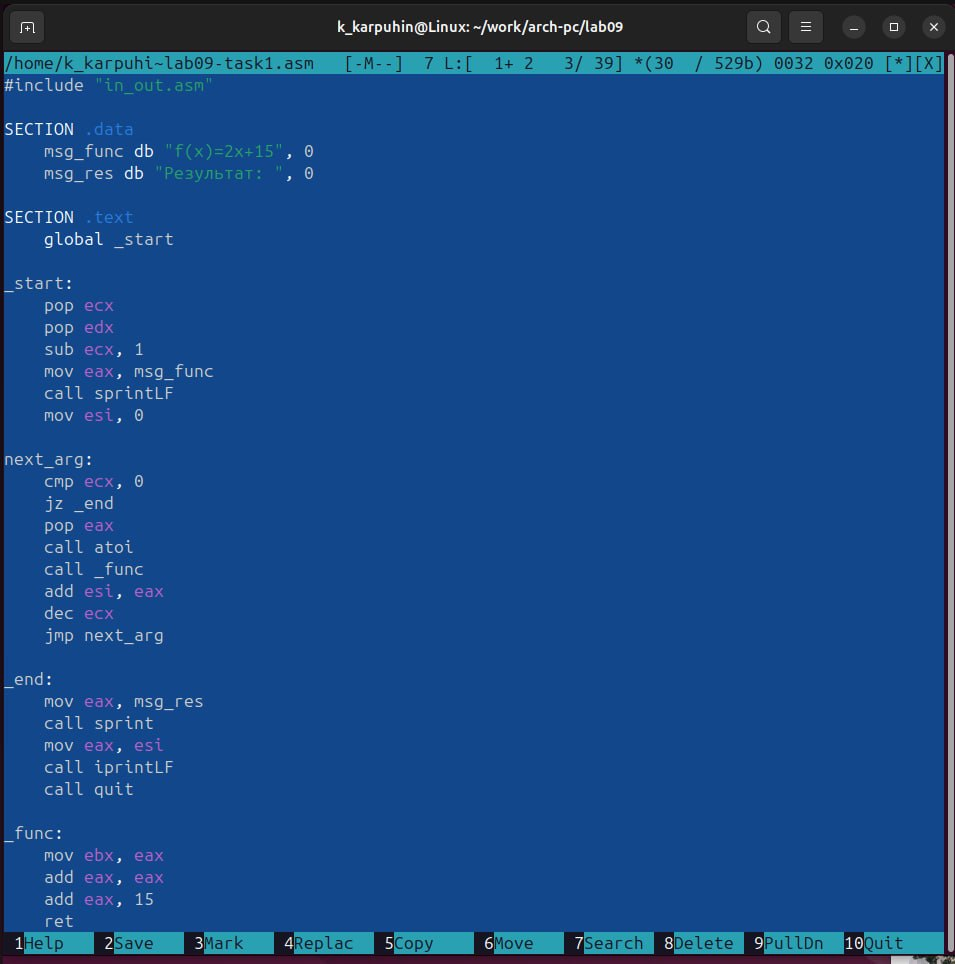 k_karpuhin@Linux: ~/work/arch-pc/lab09
/home/k_karpuhi~lab09-task1.asm   [-M--]  7 L:[  1+ 2   3/ 39] *(30  / 529b) 0032 0x020 [*][X]
#include "in_out.asm"

SECTION .data
    msg_func db "f(x)=2x+15", 0
    msg_res db "Результат: ", 0

SECTION .text
    global _start

_start:
    pop ecx
    pop edx
    sub ecx, 1
    mov eax, msg_func
    call sprintLF
    mov esi, 0

next_arg:
    cmp ecx, 0
    jz _end
    pop eax
    call atoi
    call _func
    add esi, eax
    dec ecx
    jmp next_arg

_end:
    mov eax, msg_res
    call sprint
    mov eax, esi
    call iprintLF
    call quit

_func:
    mov ebx, eax
    add eax, eax
    add eax, 15
    ret
1Help 2Save 3Mark 4Replac 5Copy 6Move 7Search 8Delete 9PullDn 10Quit